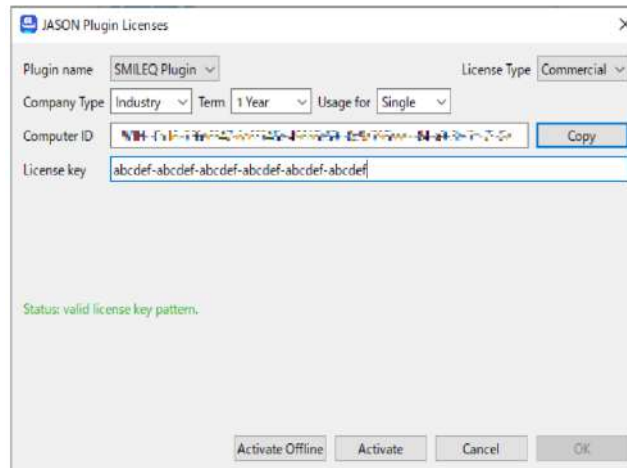 JASON Plugin Licenses
Plugin name SMILEQ Plugin License Type Commercial
Company Type Industry Term 1 Year Usage for Single
Computer ID Copy
License key abcdef-abcdef-abcdef-abcdef-abcdef-abcdef
Status: valid license key pattern.
Activate Offline Activate Cancel OK